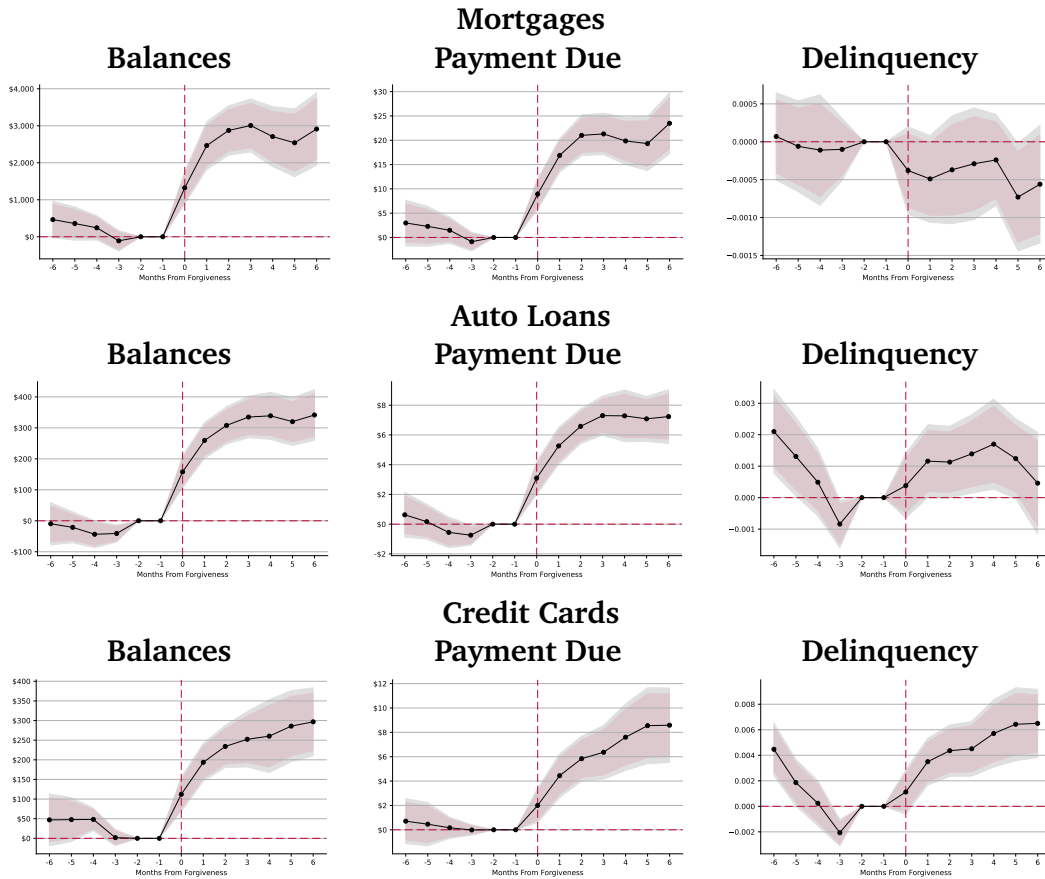 Mortgages
Balances Payment Due Delinquency
$4,000
$3,000
$2,000
$1,000
$0
-6 -5 -4 -3 -2 -1 0 1 2 3 4 5 6
Months From Forgiveness
$30
$25
$20
$15
$10
$5
$0
-6 -5 -4 -3 -2 -1 0 1 2 3 4 5 6
Months From Forgiveness
0.0005
0.0000
−0.0005
−0.0010
−0.0015
-6 -5 -4 -3 -2 -1 0 1 2 3 4 5 6
Months From Forgiveness
Auto Loans
Balances Payment Due Delinquency
$400
$300
$200
$100
$0
-$100
-6 -5 -4 -3 -2 -1 0 1 2 3 4 5 6
Months From Forgiveness
$8
$6
$4
$2
$0
-$2
-6 -5 -4 -3 -2 -1 0 1 2 3 4 5 6
Months From Forgiveness
0.003
0.002
0.001
0.000
−0.001
-6 -5 -4 -3 -2 -1 0 1 2 3 4 5 6
Months From Forgiveness
Credit Cards
Balances Payment Due Delinquency
$400
$350
$300
$250
$200
$150
$100
$50
$0
-6 -5 -4 -3 -2 -1 0 1 2 3 4 5 6
Months From Forgiveness
$12
$10
$8
$6
$4
$2
$0
-6 -5 -4 -3 -2 -1 0 1 2 3 4 5 6
Months From Forgiveness
0.008
0.006
0.004
0.002
0.000
−0.002
-6 -5 -4 -3 -2 -1 0 1 2 3 4 5 6
Months From Forgiveness